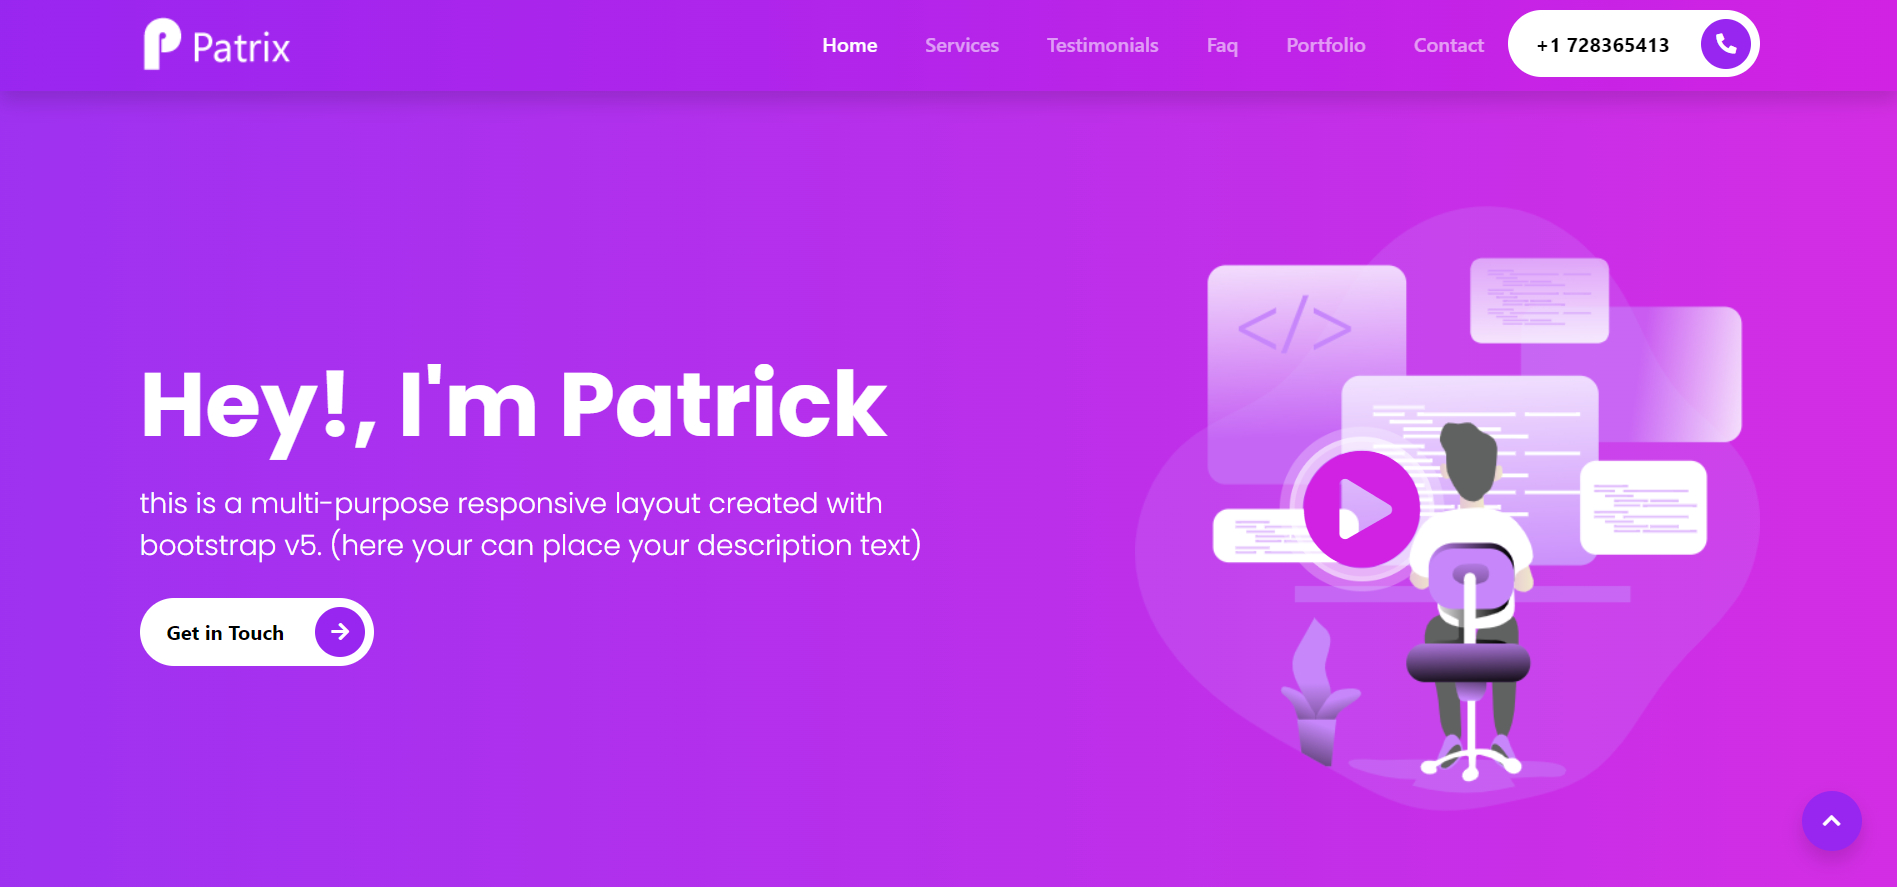 Patrix
Home Services Testimonials Faq Portfolio Contact +1 728365413
Hey!, I'm Patrick
this is a multi-purpose responsive layout created with
bootstrap v5. (here your can place your description text)
Get in Touch
</>